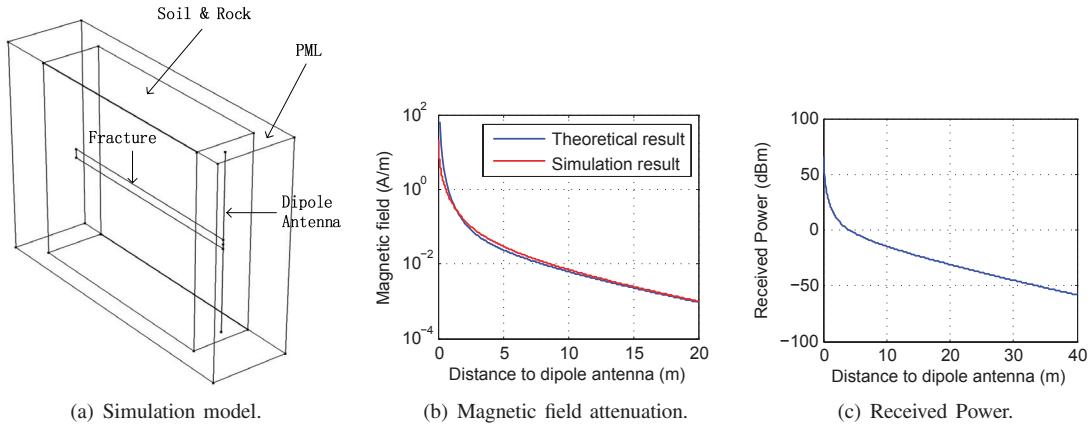 Soil & Rock
PML
Fracture
Dipole
Antenna
(a) Simulation model.
Magnetic field (A/m)
10^2
10^0
10^−2
10^−4
Theoretical result
Simulation result
0 5 10 15 20
Distance to dipole antenna (m)
(b) Magnetic field attenuation.
Received Power (dBm)
100
50
0
−50
−100
0 10 20 30 40
Distance to dipole antenna (m)
(c) Received Power.